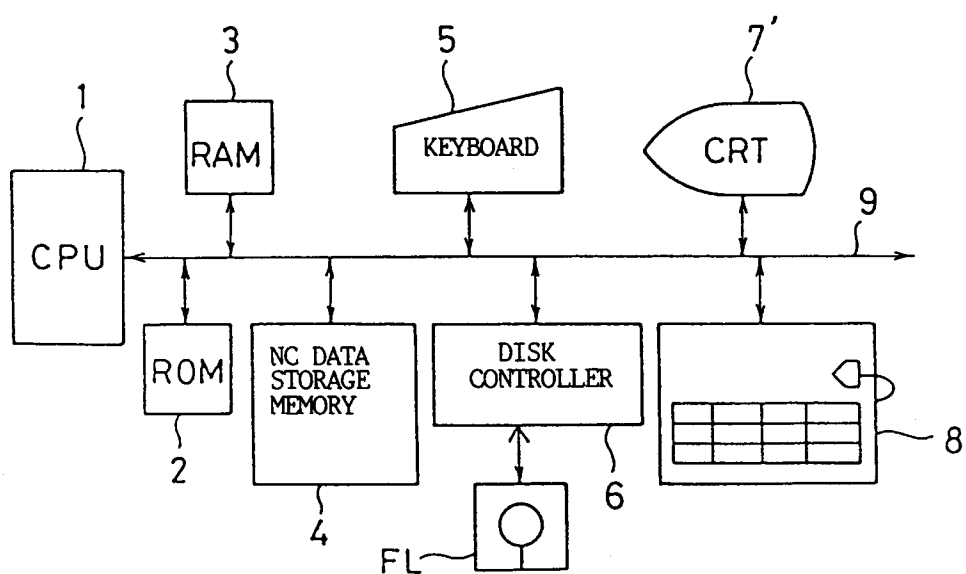 3
5
7'
1
RAM
KEYBOARD
CRT
9
CPU
ROM
NC DATA
STORAGE
MEMORY
DISK
CONTROLLER
2
4
6
8
FL